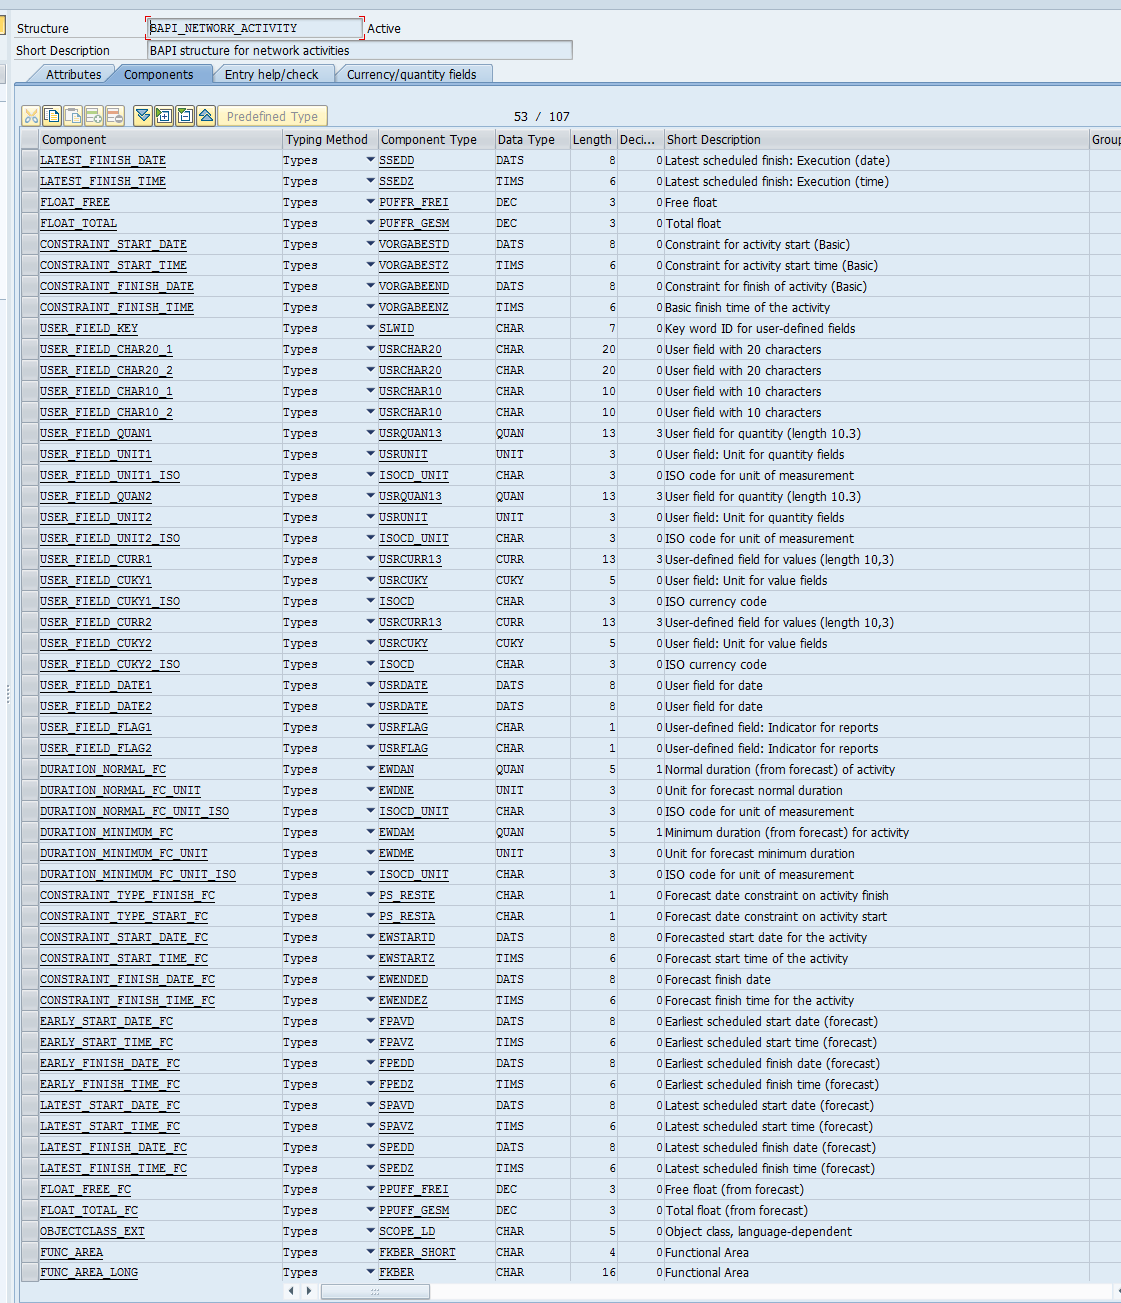 Structure BAPI_NETWORK_ACTIVITY Active
Short Description BAPI structure for network activities
Attributes Components Entry help/check Currency/quantity fields
Predefined Type 53 / 107
Component Typing Method Component Type Data Type Length Deci... Short Description Group
LATEST_FINISH_DATE Types SSEDD DATS 8 0 Latest scheduled finish: Execution (date)
LATEST_FINISH_TIME Types SSEDZ TIMS 6 0 Latest scheduled finish: Execution (time)
FLOAT_FREE Types PUFFR_FREI DEC 3 0 Free float
FLOAT_TOTAL Types PUFFR_GESM DEC 3 0 Total float
CONSTRAINT_START_DATE Types VORGABESTD DATS 8 0 Constraint for activity start (Basic)
CONSTRAINT_START_TIME Types VORGABESTZ TIMS 6 0 Constraint for activity start time (Basic)
CONSTRAINT_FINISH_DATE Types VORGABEEND DATS 8 0 Constraint for finish of activity (Basic)
CONSTRAINT_FINISH_TIME Types VORGABEENZ TIMS 6 0 Basic finish time of the activity
USER_FIELD_KEY Types SLWID CHAR 7 0 Key word ID for user-defined fields
USER_FIELD_CHAR20_1 Types USRCHAR20 CHAR 20 0 User field with 20 characters
USER_FIELD_CHAR20_2 Types USRCHAR20 CHAR 20 0 User field with 20 characters
USER_FIELD_CHAR10_1 Types USRCHAR10 CHAR 10 0 User field with 10 characters
USER_FIELD_CHAR10_2 Types USRCHAR10 CHAR 10 0 User field with 10 characters
USER_FIELD_QUAN1 Types USRQUAN13 QUAN 13 3 User field for quantity (length 10.3)
USER_FIELD_UNIT1 Types USRUNIT UNIT 3 0 User field: Unit for quantity fields
USER_FIELD_UNIT1_ISO Types ISOCD_UNIT CHAR 3 0 ISO code for unit of measurement
USER_FIELD_QUAN2 Types USRQUAN13 QUAN 13 3 User field for quantity (length 10.3)
USER_FIELD_UNIT2 Types USRUNIT UNIT 3 0 User field: Unit for quantity fields
USER_FIELD_UNIT2_ISO Types ISOCD_UNIT CHAR 3 0 ISO code for unit of measurement
USER_FIELD_CURR1 Types USRCURR13 CURR 13 3 User-defined field for values (length 10,3)
USER_FIELD_CUKY1 Types USRCUKY CUKY 5 0 User field: Unit for value fields
USER_FIELD_CUKY1_ISO Types ISOCD CHAR 3 0 ISO currency code
USER_FIELD_CURR2 Types USRCURR13 CURR 13 3 User-defined field for values (length 10,3)
USER_FIELD_CUKY2 Types USRCUKY CUKY 5 0 User field: Unit for value fields
USER_FIELD_CUKY2_ISO Types ISOCD CHAR 3 0 ISO currency code
USER_FIELD_DATE1 Types USRDATE DATS 8 0 User field for date
USER_FIELD_DATE2 Types USRDATE DATS 8 0 User field for date
USER_FIELD_FLAG1 Types USRFLAG CHAR 1 0 User-defined field: Indicator for reports
USER_FIELD_FLAG2 Types USRFLAG CHAR 1 0 User-defined field: Indicator for reports
DURATION_NORMAL_FC Types EWDAN QUAN 5 1 Normal duration (from forecast) of activity
DURATION_NORMAL_FC_UNIT Types EWDNE UNIT 3 0 Unit for forecast normal duration
DURATION_NORMAL_FC_UNIT_ISO Types ISOCD_UNIT CHAR 3 0 ISO code for unit of measurement
DURATION_MINIMUM_FC Types EWDAM QUAN 5 1 Minimum duration (from forecast) for activity
DURATION_MINIMUM_FC_UNIT Types EWDME UNIT 3 0 Unit for forecast minimum duration
DURATION_MINIMUM_FC_UNIT_ISO Types ISOCD_UNIT CHAR 3 0 ISO code for unit of measurement
CONSTRAINT_TYPE_FINISH_FC Types PS_RESTE CHAR 1 0 Forecast date constraint on activity finish
CONSTRAINT_TYPE_START_FC Types PS_RESTA CHAR 1 0 Forecast date constraint on activity start
CONSTRAINT_START_DATE_FC Types EWSTARTD DATS 8 0 Forecasted start date for the activity
CONSTRAINT_START_TIME_FC Types EWSTARTZ TIMS 6 0 Forecast start time of the activity
CONSTRAINT_FINISH_DATE_FC Types EWENDED DATS 8 0 Forecast finish date
CONSTRAINT_FINISH_TIME_FC Types EWENDEZ TIMS 6 0 Forecast finish time for the activity
EARLY_START_DATE_FC Types FPAVD DATS 8 0 Earliest scheduled start date (forecast)
EARLY_START_TIME_FC Types FPAVZ TIMS 6 0 Earliest scheduled start time (forecast)
EARLY_FINISH_DATE_FC Types FPEDD DATS 8 0 Earliest scheduled finish date (forecast)
EARLY_FINISH_TIME_FC Types FPEDZ TIMS 6 0 Earliest scheduled finish time (forecast)
LATEST_START_DATE_FC Types SPAVD DATS 8 0 Latest scheduled start date (forecast)
LATEST_START_TIME_FC Types SPAVZ TIMS 6 0 Latest scheduled start time (forecast)
LATEST_FINISH_DATE_FC Types SPEDD DATS 8 0 Latest scheduled finish date (forecast)
LATEST_FINISH_TIME_FC Types SPEDZ TIMS 6 0 Latest scheduled finish time (forecast)
FLOAT_FREE_FC Types PPUFF_FREI DEC 3 0 Free float (from forecast)
FLOAT_TOTAL_FC Types PPUFF_GESM DEC 3 0 Total float (from forecast)
OBJECTCLASS_EXT Types SCOPE_LD CHAR 5 0 Object class, language-dependent
FUNC_AREA Types FKBER_SHORT CHAR 4 0 Functional Area
FUNC_AREA_LONG Types FKBER CHAR 16 0 Functional Area